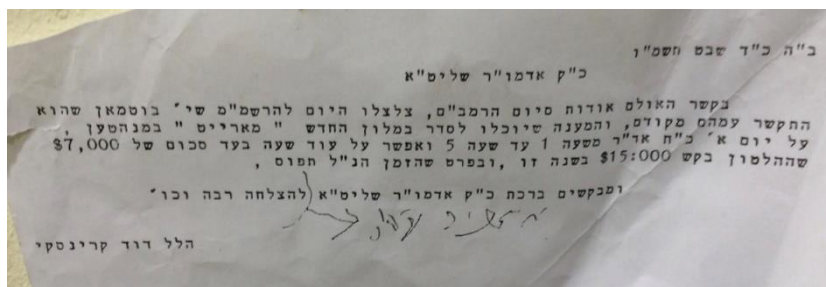 ב"ה כ"ד שבט חשמ"ו
כ"ק אדמו"ר שליט"א
בקשר האולם אודות סיום הרמב"ם, צלצלו היום להרשמ"מ שי' בוטמאן שהוא
התקשר עמהם מקודם, והמענה שיוכלו לסדר במלון החדש " מארייט " במנהטען ,
על יום א' כ"ח אד"ר משעה 1 עד שעה 5 ואפשר על עוד שעה בעד סכום של $7,000
שההלטון בקש $15:000 בשנה זו ,ובפרט שהזמן הנ"ל תפוס ,
ומבקשים ברכת כ"ק אדמו"ר שליט"א להצלחה רבה וכו'
הלל דוד קרינסקי